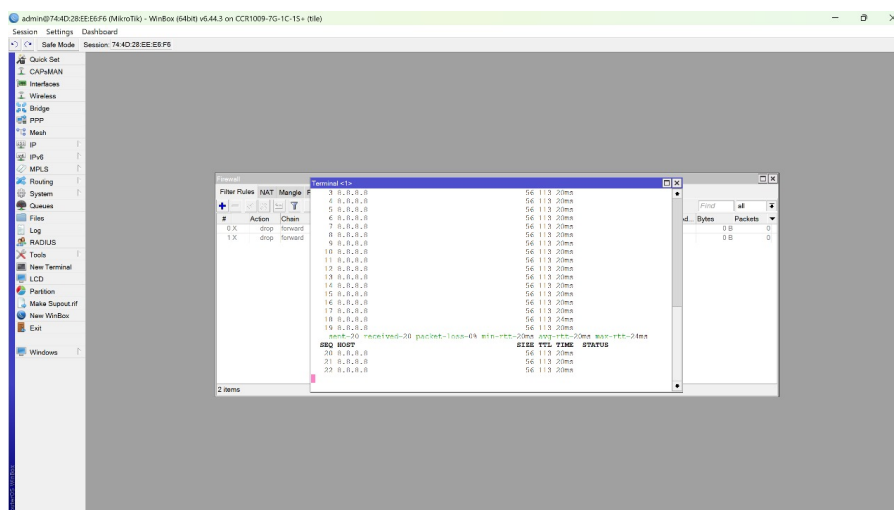 admin@74:4D:28:EE:E6:F6 (MikroTik) - WinBox (64bit) v6.44.3 on CCR1009-7G-1C-1S+ (tile)
Session Settings Dashboard
Safe Mode Session: 74:4D:28:EE:E6:F6
Quick Set
CAPsMAN
Interfaces
Wireless
Bridge
PPP
Mesh
IP
IPv6
MPLS
Routing
System
Queues
Files
Log
RADIUS
Tools
New Terminal
LCD
Partition
Make Supout.rif
New WinBox
Exit
Windows
Firewall
Filter Rules NAT Mangle
Find all
# Action Chain Bytes Packets
0 X drop forward 0 B 0
1 X drop forward 0 B 0
2 items
Terminal <1>
3 8.8.8.8 56 113 20ms
4 8.8.8.8 56 113 20ms
5 8.8.8.8 56 113 20ms
6 8.8.8.8 56 113 20ms
7 8.8.8.8 56 113 20ms
8 8.8.8.8 56 113 20ms
9 8.8.8.8 56 113 20ms
10 8.8.8.8 56 113 20ms
11 8.8.8.8 56 113 20ms
12 8.8.8.8 56 113 20ms
13 8.8.8.8 56 113 20ms
14 8.8.8.8 56 113 20ms
15 8.8.8.8 56 113 20ms
16 8.8.8.8 56 113 20ms
17 8.8.8.8 56 113 20ms
18 8.8.8.8 56 113 24ms
19 8.8.8.8 56 113 20ms
sent=20 received=20 packet-loss=0% min-rtt=20ms avg-rtt=20ms max-rtt=24ms
SEQ HOST SIZE TTL TIME STATUS
20 8.8.8.8 56 113 20ms
21 8.8.8.8 56 113 20ms
22 8.8.8.8 56 113 20ms